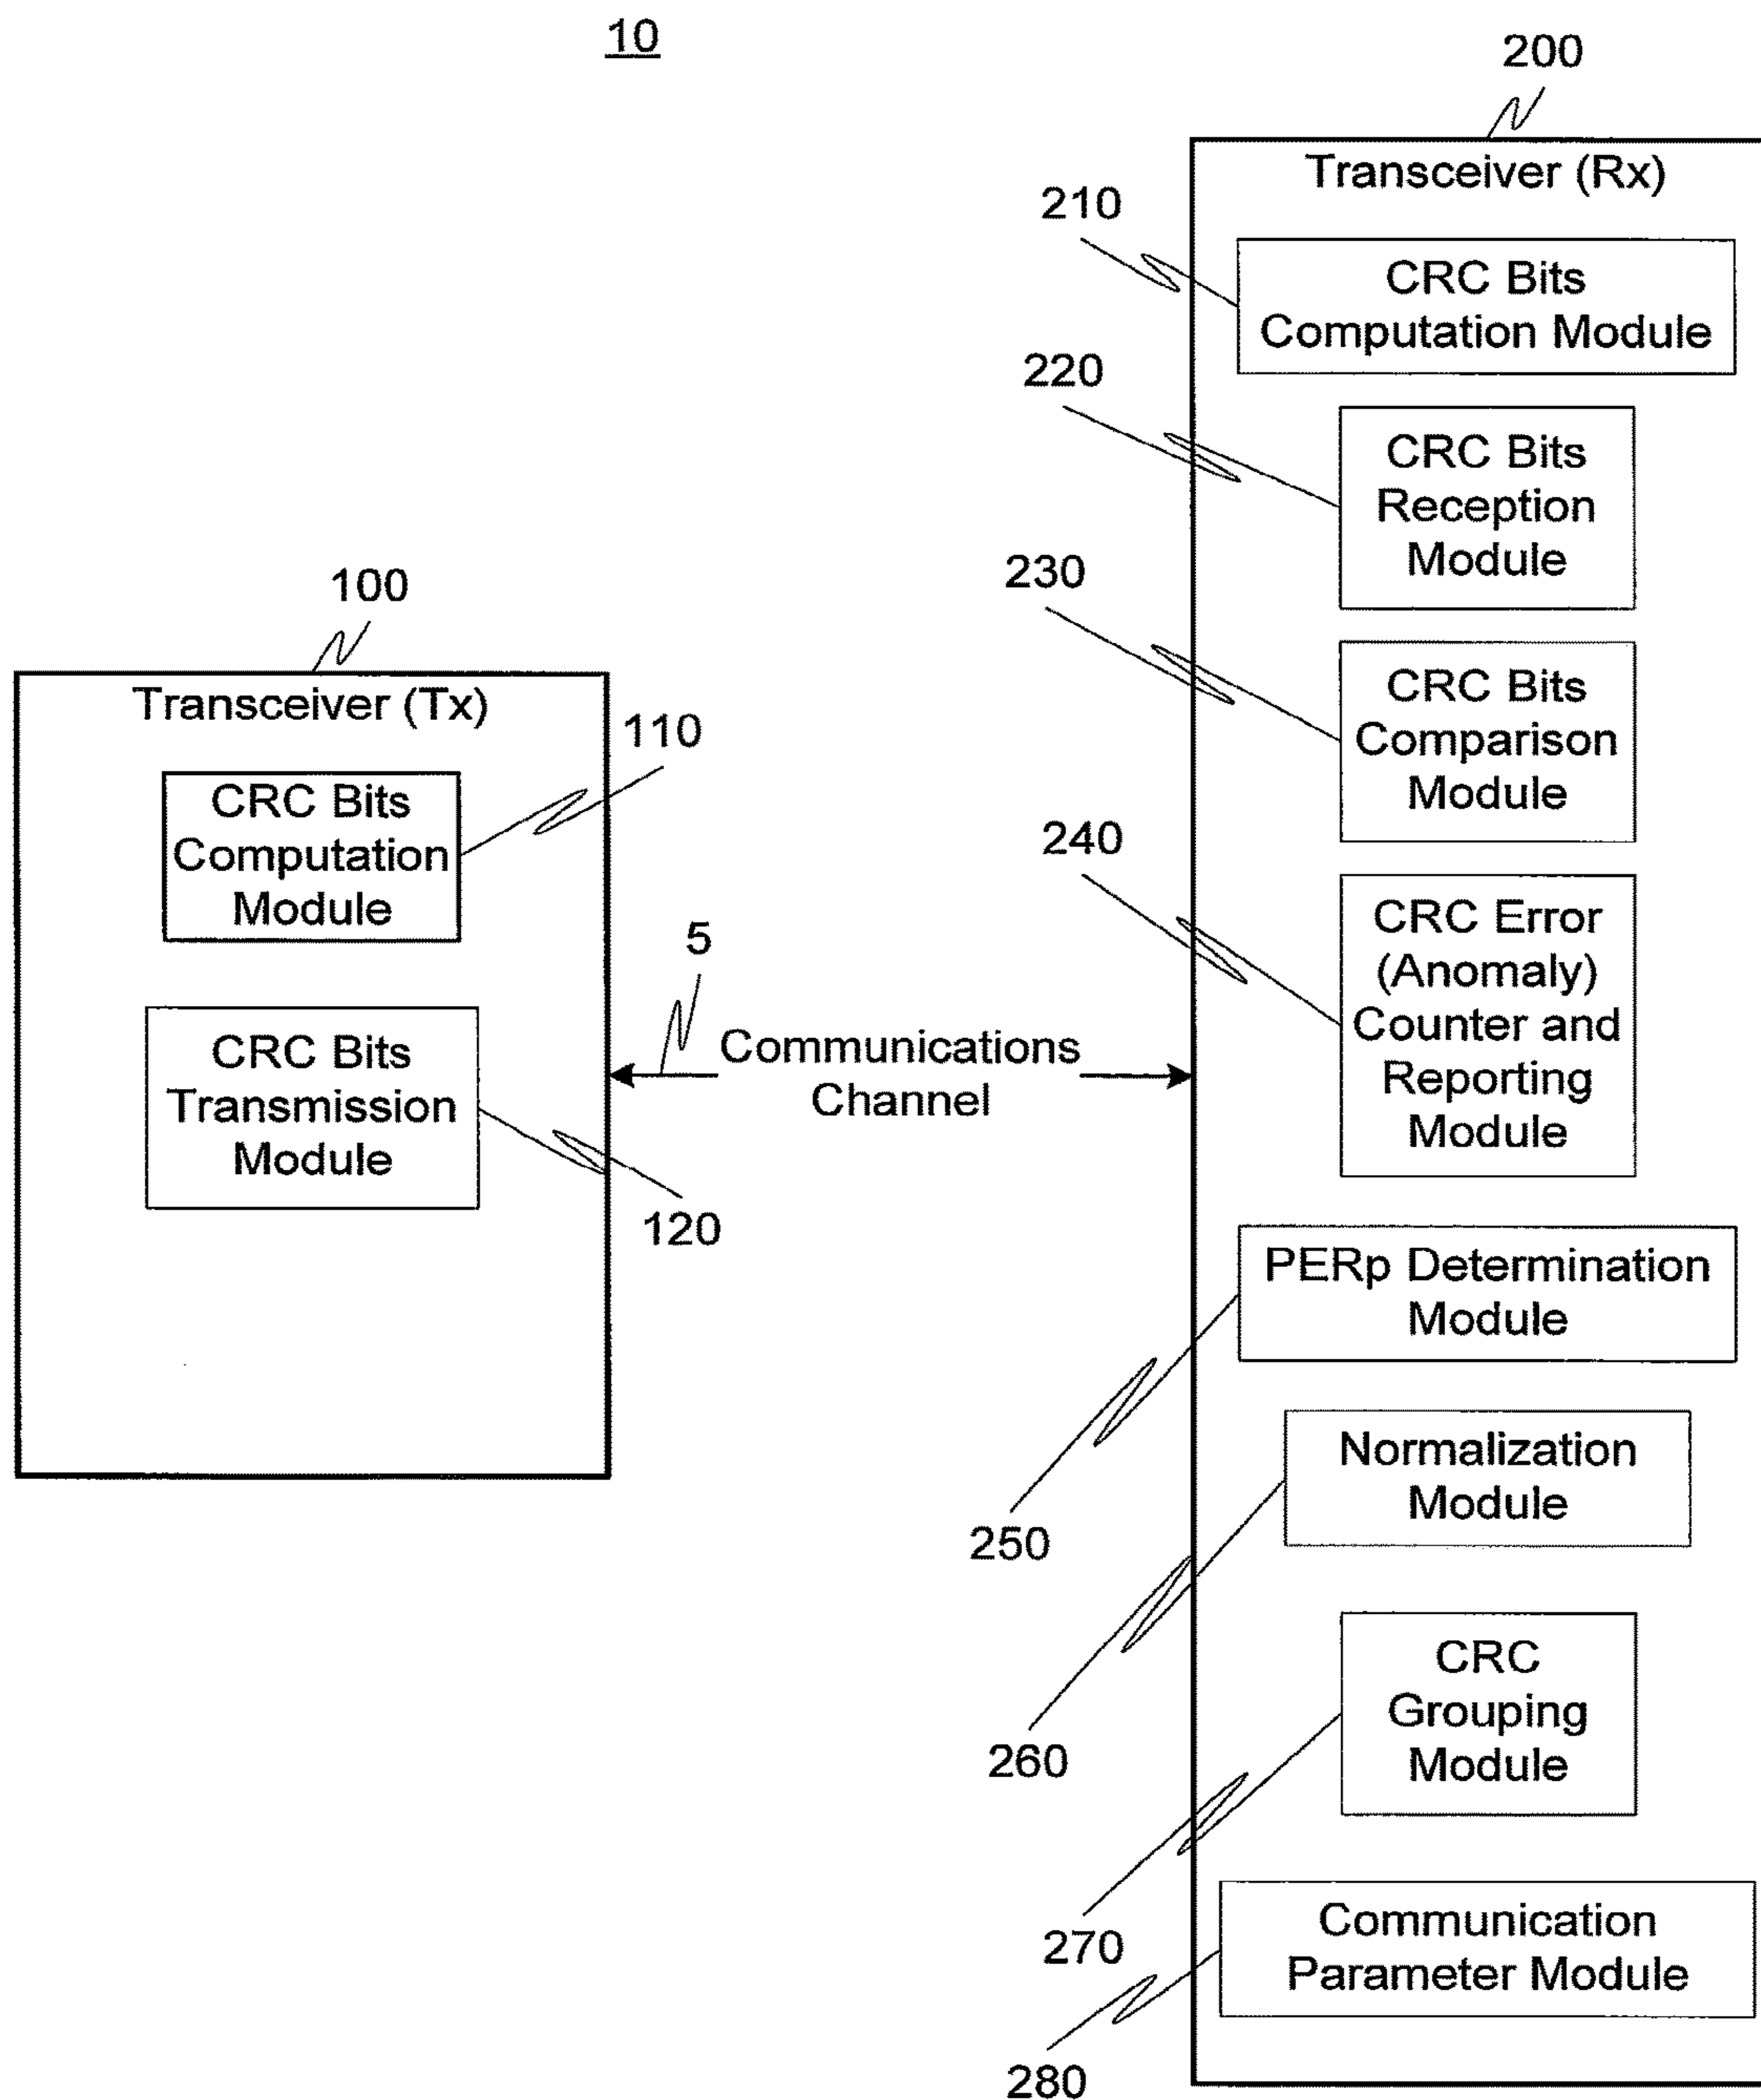 10
200
Transceiver (Rx)
210
CRC Bits
Computation Module
220
CRC Bits
Reception
Module
230
CRC Bits
Comparison
Module
240
CRC Error
(Anomaly)
Counter and
Reporting
Module
100
Transceiver (Tx)
110
CRC Bits
Computation
Module
5
Communications
Channel
CRC Bits
Transmission
Module
120
PERp Determination
Module
250
Normalization
Module
260
CRC
Grouping
Module
270
Communication
Parameter Module
280